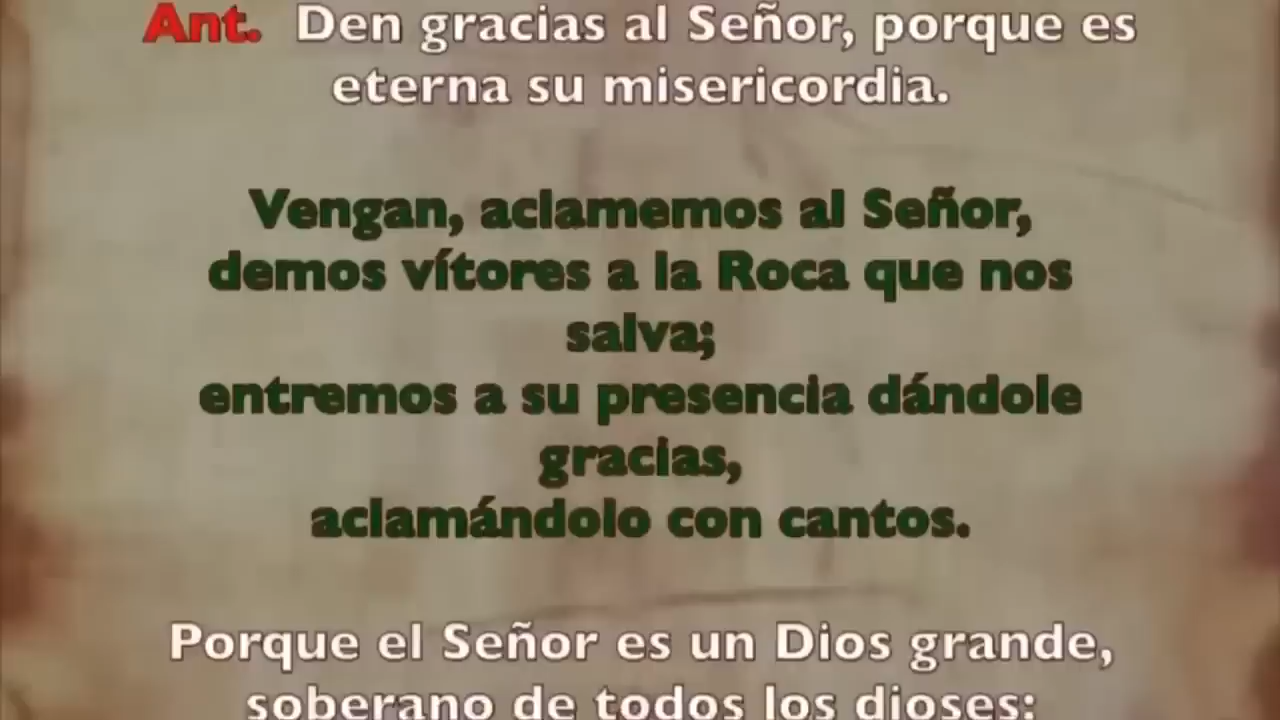 Ant. Den gracias al Señor, porque es
eterna su misericordia.
Vengan, aclamemos al Señor,
demos vítores a la Roca que nos
salva;
entremos a su presencia dándole
gracias,
aclamándolo con cantos.
Porque el Señor es un Dios grande,
soberano de todos los dioses: